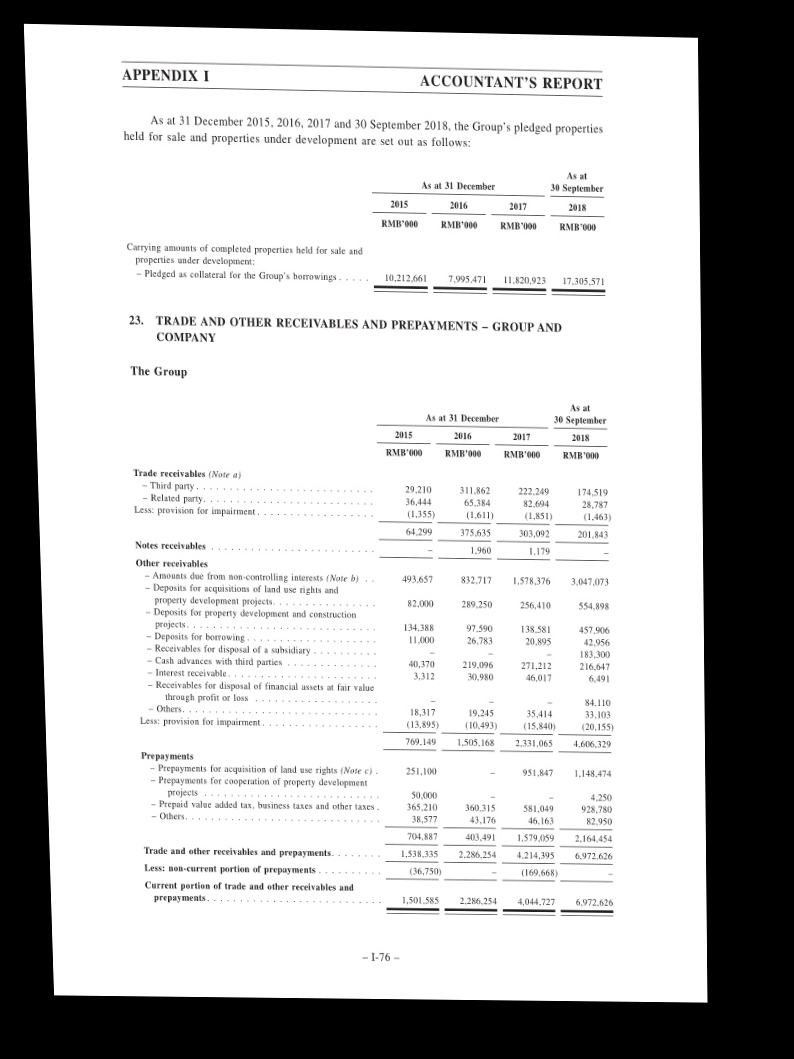 APPENDIX I ACCOUNTANT'S REPORT
As at 31 December 2015, 2016, 2017 and 30 September 2018, the Group's pledged properties
held for sale and properties under development are set out as follows:
As at
As at 31 December 30 September
2015 2016 2017 2018
RMB'000 RMB'000 RMB'000 RMB'000
Carrying amounts of completed properties held for sale and
properties under development:
– Pledged as collateral for the Group's borrowings . . . . . 10,212,661 7,995,471 11,820,923 17,305,571
23. TRADE AND OTHER RECEIVABLES AND PREPAYMENTS – GROUP AND
COMPANY
The Group
As at
As at 31 December 30 September
2015 2016 2017 2018
RMB'000 RMB'000 RMB'000 RMB'000
Trade receivables (Note a)
– Third party . . . . . . . . . . . . . . . . . . . . . . . . . . . 29,210 311,862 222,249 174,519
– Related party. . . . . . . . . . . . . . . . . . . . . . . . . . 36,444 65,384 82,694 28,787
Less: provision for impairment . . . . . . . . . . . . . . . . . . (1,355) (1,611) (1,851) (1,463)
64,299 375,635 303,092 201,843
Notes receivables . . . . . . . . . . . . . . . . . . . . . . . . . – 1,960 1,179 –
Other receivables
– Amounts due from non-controlling interests (Note b) . . 493,657 832,717 1,578,376 3,047,073
– Deposits for acquisitions of land use rights and
property development projects. . . . . . . . . . . . . . . . 82,000 289,250 256,410 554,898
– Deposits for property development and construction
projects. . . . . . . . . . . . . . . . . . . . . . . . . . . . . 134,388 97,590 138,581 457,906
– Deposits for borrowing . . . . . . . . . . . . . . . . . . . . 11,000 26,783 20,895 42,956
– Receivables for disposal of a subsidiary . . . . . . . . . . – – – 183,300
– Cash advances with third parties . . . . . . . . . . . . . . 40,370 219,096 271,212 216,647
– Interest receivable . . . . . . . . . . . . . . . . . . . . . . . 3,312 30,980 46,017 6,491
– Receivables for disposal of financial assets at fair value
through profit or loss . . . . . . . . . . . . . . . . . . . – – – 84,110
– Others. . . . . . . . . . . . . . . . . . . . . . . . . . . . . . 18,317 19,245 35,414 33,103
Less: provision for impairment . . . . . . . . . . . . . . . . . . (13,895) (10,493) (15,840) (20,155)
769,149 1,505,168 2,331,065 4,606,329
Prepayments
– Prepayments for acquisition of land use rights (Note c) . 251,100 – 951,847 1,148,474
– Prepayments for cooperation of property development
projects . . . . . . . . . . . . . . . . . . . . . . . . . . . 50,000 – – 4,250
– Prepaid value added tax, business taxes and other taxes . 365,210 360,315 581,049 928,780
– Others. . . . . . . . . . . . . . . . . . . . . . . . . . . . . . 38,577 43,176 46,163 82,950
704,887 403,491 1,579,059 2,164,454
Trade and other receivables and prepayments. . . . . . . . 1,538,335 2,286,254 4,214,395 6,972,626
Less: non-current portion of prepayments . . . . . . . . . . (36,750) – (169,668) –
Current portion of trade and other receivables and
prepayments . . . . . . . . . . . . . . . . . . . . . . . . . . . 1,501,585 2,286,254 4,044,727 6,972,626
– I-76 –